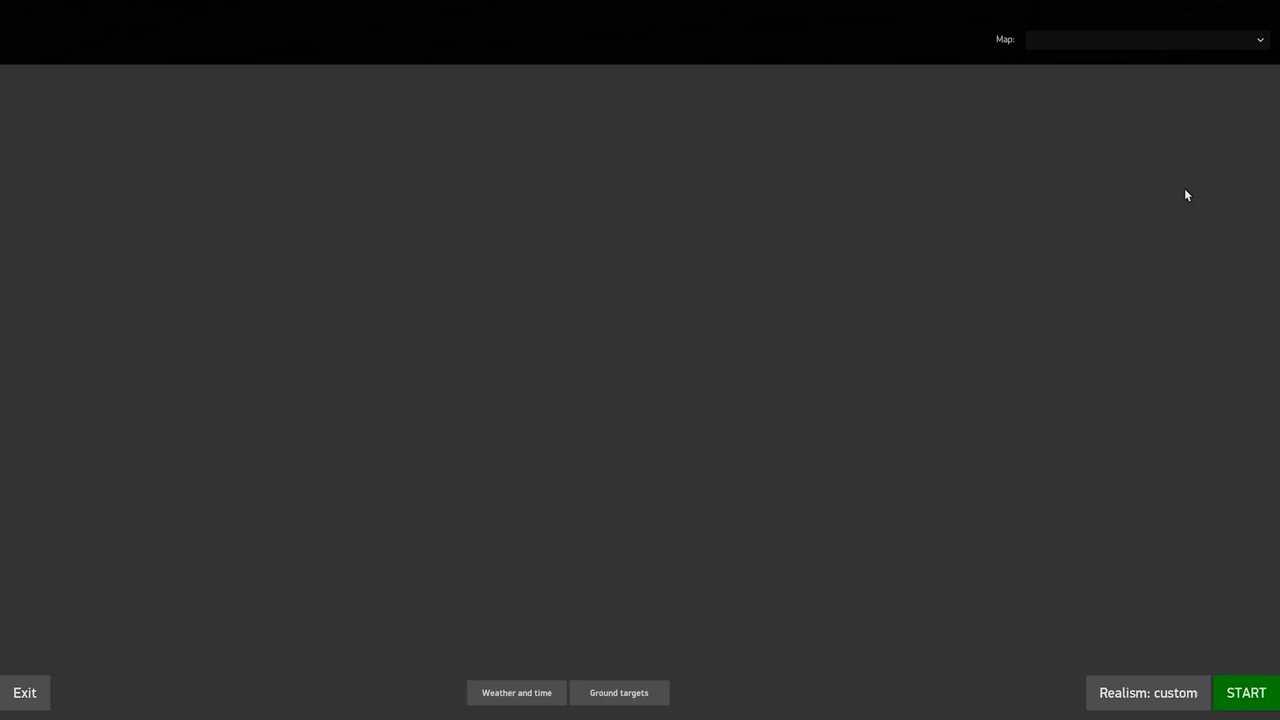 Map:
Exit
Weather and time
Ground targets
Realism: custom
START